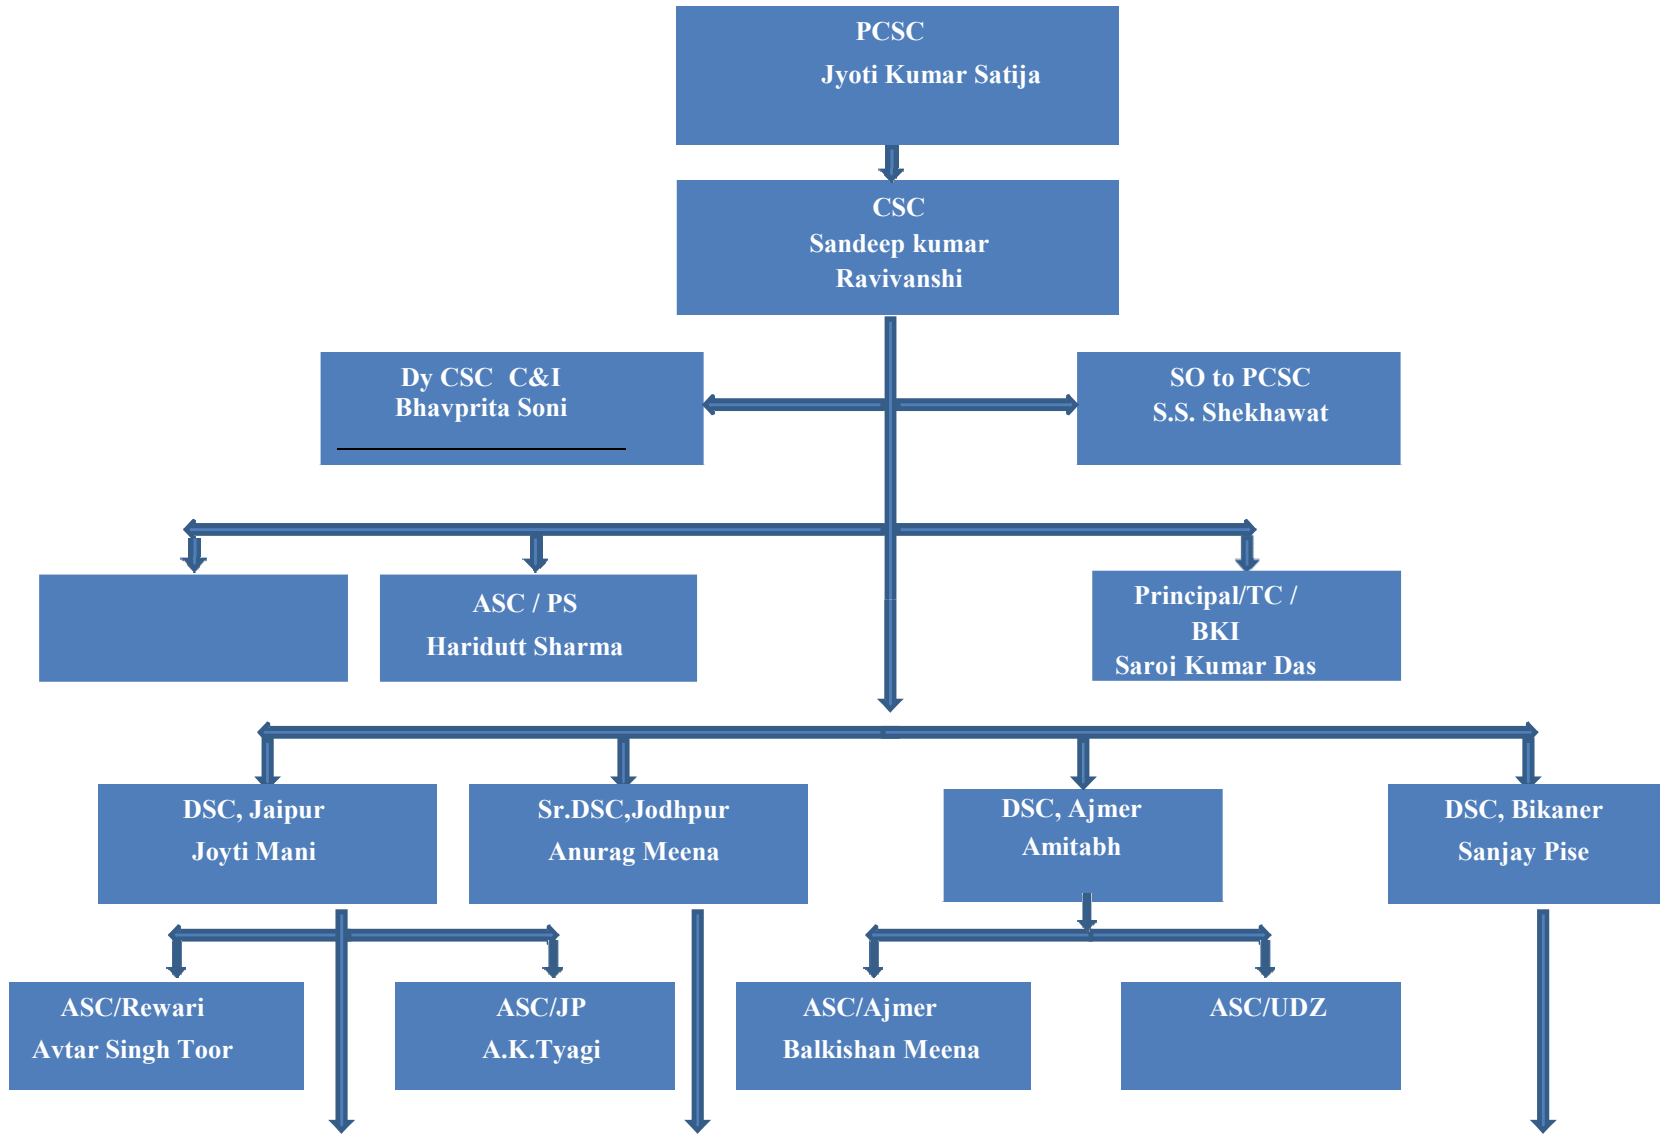 PCSC
Jyoti Kumar Satija
CSC
Sandeep kumar
Ravivanshi
Dy CSC C&I
Bhavprita Soni
SO to PCSC
S.S. Shekhawat
ASC / PS
Haridutt Sharma
Principal/TC /
BKI
Saroj Kumar Das
DSC, Jaipur
Joyti Mani
Sr.DSC,Jodhpur
Anurag Meena
DSC, Ajmer
Amitabh
DSC, Bikaner
Sanjay Pise
ASC/Rewari
Avtar Singh Toor
ASC/JP
A.K.Tyagi
ASC/Ajmer
Balkishan Meena
ASC/UDZ